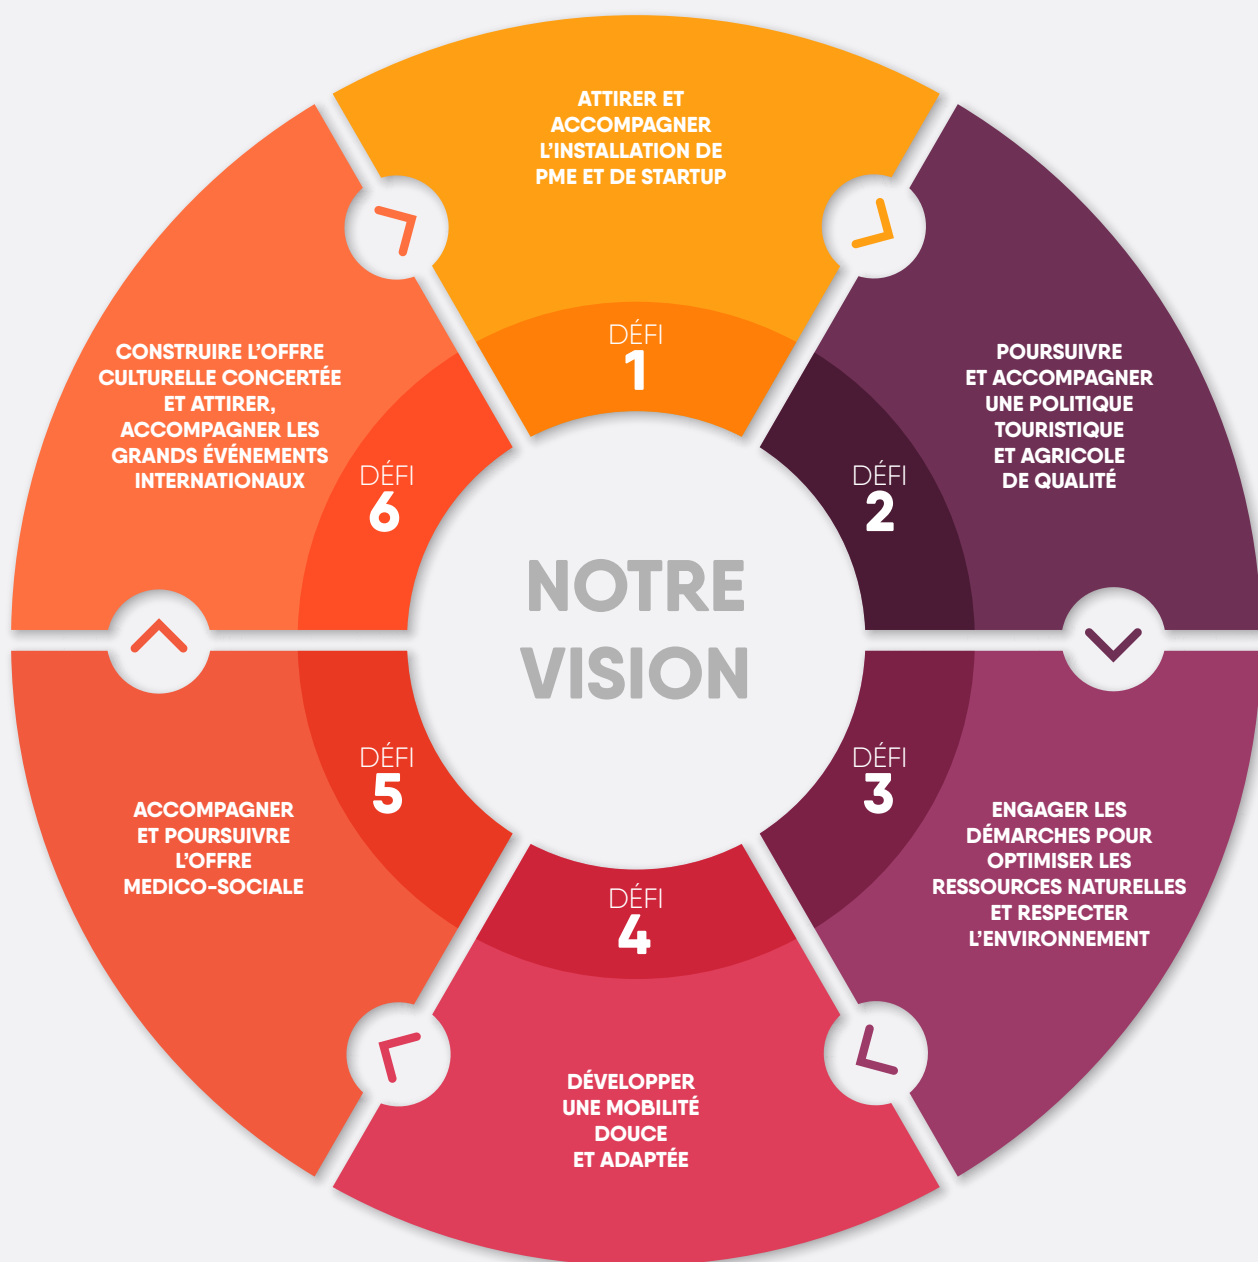 NOTRE
VISION
DÉFI
1
ATTIRER ET
ACCOMPAGNER
L'INSTALLATION DE
PME ET DE STARTUP
DÉFI
2
POURSUIVRE
ET ACCOMPAGNER
UNE POLITIQUE
TOURISTIQUE
ET AGRICOLE
DE QUALITÉ
DÉFI
3
ENGAGER LES
DÉMARCHES POUR
OPTIMISER LES
RESSOURCES NATURELLES
ET RESPECTER
L'ENVIRONNEMENT
DÉFI
4
DÉVELOPPER
UNE MOBILITÉ
DOUCE
ET ADAPTÉE
DÉFI
5
ACCOMPAGNER
ET POURSUIVRE
L'OFFRE
MEDICO-SOCIALE
DÉFI
6
CONSTRUIRE L'OFFRE
CULTURELLE CONCERTÉE
ET ATTIRER,
ACCOMPAGNER LES
GRANDS ÉVÉNEMENTS
INTERNATIONAUX